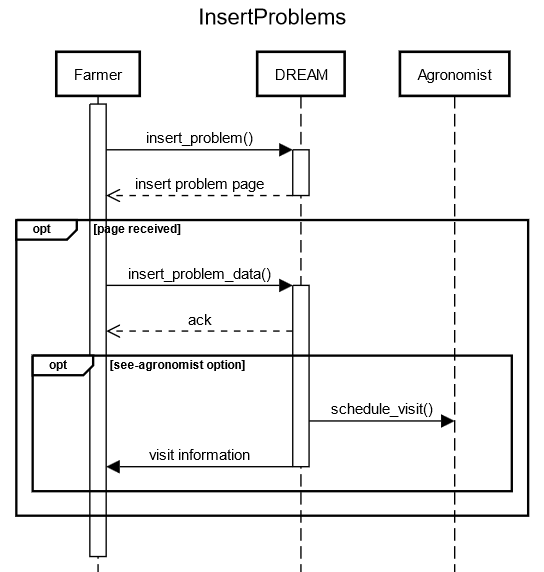 InsertProblems
Farmer
DREAM
Agronomist
insert_problem()
insert problem page
opt
[page received]
insert_problem_data()
ack
opt
[see-agronomist option]
schedule_visit()
visit information